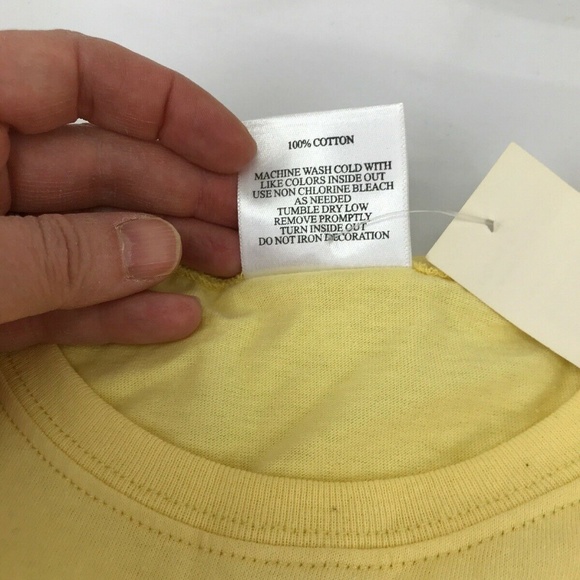 100% COTTON
MACHINE WASH COLD WITH
LIKE COLORS INSIDE OUT
USE NON CHLORINE BLEACH
AS NEEDED
TUMBLE DRY LOW
REMOVE PROMPTLY
TURN INSIDE OUT
DO NOT IRON DECORATION